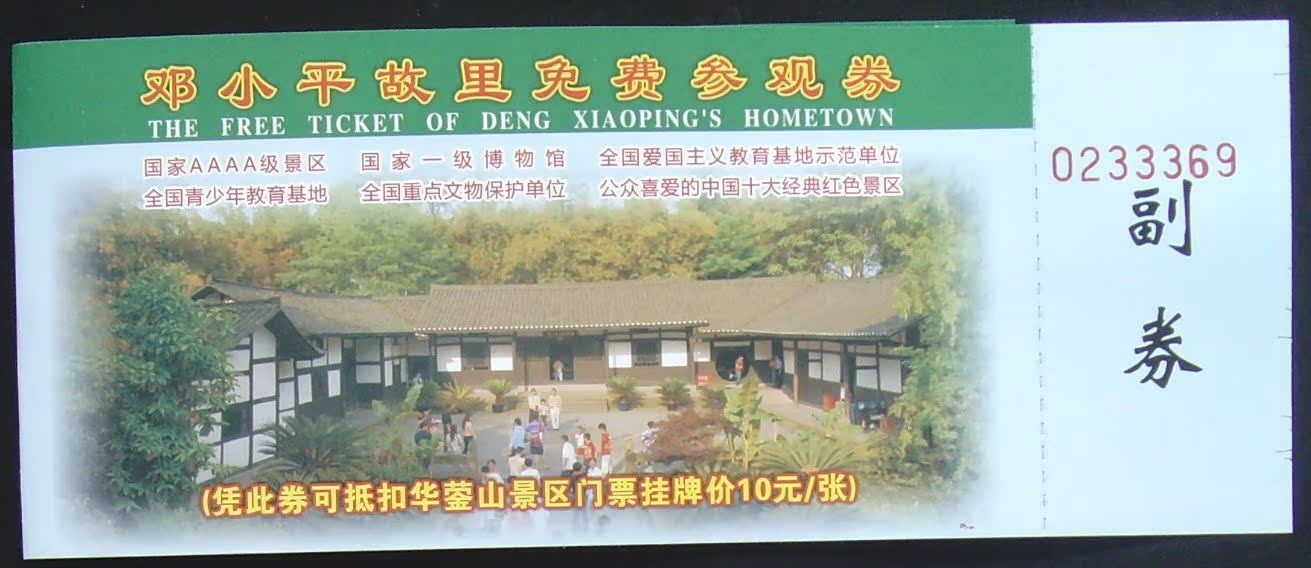 邓小平故里免费参观券
THE FREE TICKET OF DENG XIAOPING'S HOMETOWN
国家AAAA级景区 国家一级博物馆 全国爱国主义教育基地示范单位
全国青少年教育基地 全国重点文物保护单位 公众喜爱的中国十大经典红色景区
(凭此券可抵扣华蓥山景区门票挂牌价10元/张)
0233369
副
券